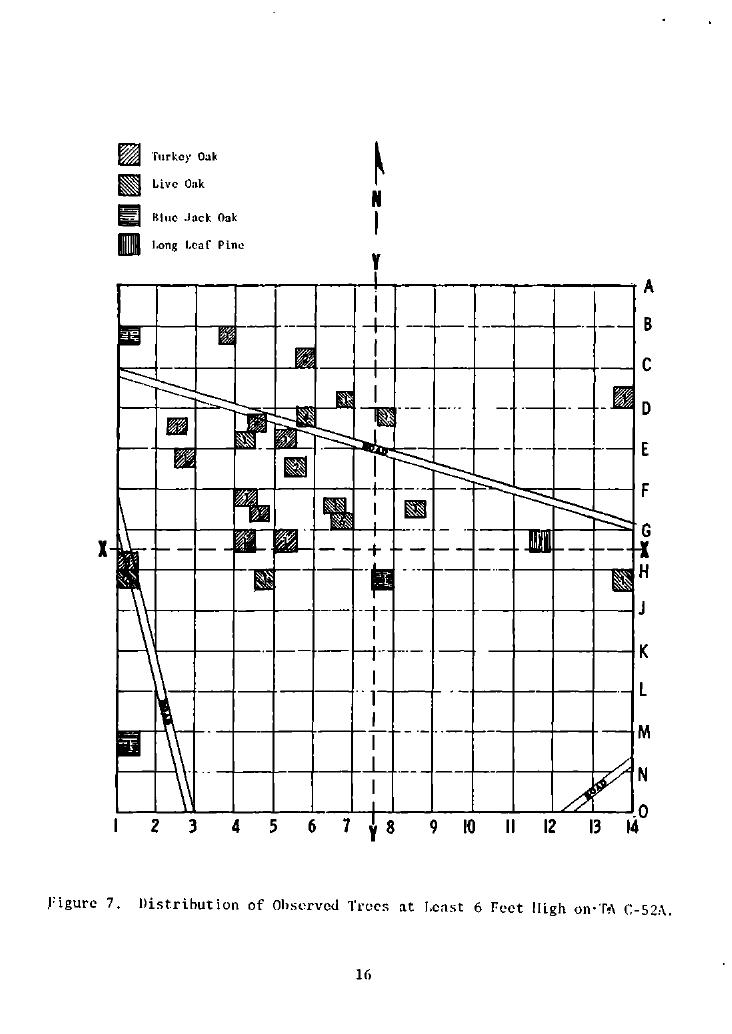 Turkey Oak
Live Oak
Blue Jack Oak
Long Leaf Pine
N
Y
A
B
C
D
ROAD
E
F
G
X X
H
J
K
L
ROAD
M
N
ROAD
O
1 2 3 4 5 6 7 Y 8 9 10 11 12 13 14
Figure 7. Distribution of Observed Trees at Least 6 Feet High on TA C-52A.
16